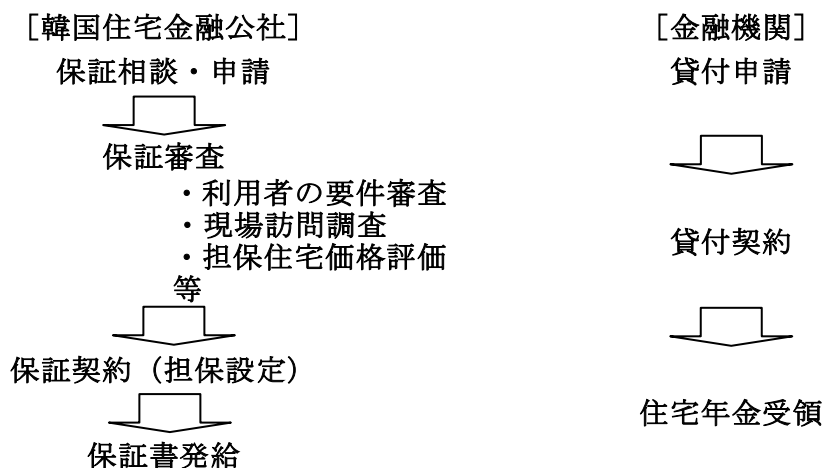 ［韓国住宅金融公社］
保証相談・申請
保証審査
・利用者の要件審査
・現場訪問調査
・担保住宅価格評価
等
保証契約（担保設定）
保証書発給
［金融機関］
貸付申請
貸付契約
住宅年金受領